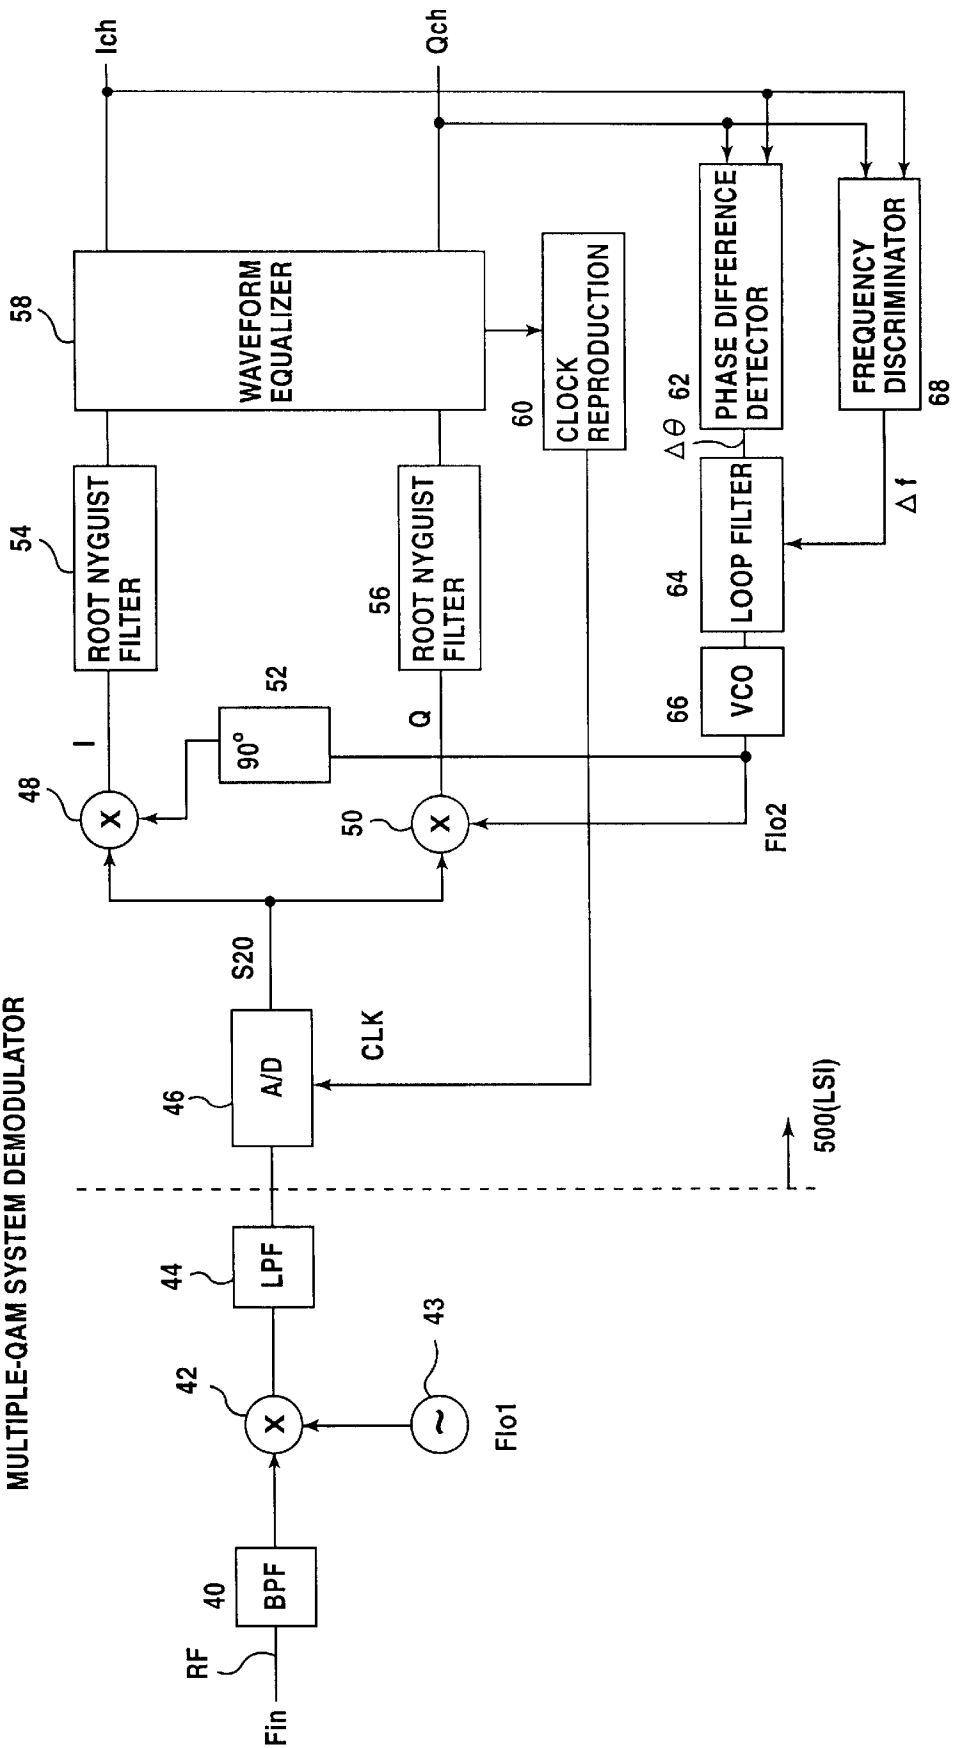 MULTIPLE-QAM SYSTEM DEMODULATOR
Fin
RF
40
BPF
42
43
Flo1
X
~
44
LPF
500(LSI)
46
A/D
CLK
S20
48
X
50
X
Flo2
I
Q
52
90°
54
ROOT NYGUIST
FILTER
56
ROOT NYGUIST
FILTER
58
WAVEFORM
EQUALIZER
60
CLOCK
REPRODUCTION
66
VCO
64
LOOP FILTER
Δθ
62
PHASE DIFFERENCE
DETECTOR
Δf
68
FREQUENCY
DISCRIMINATOR
Ich
Qch